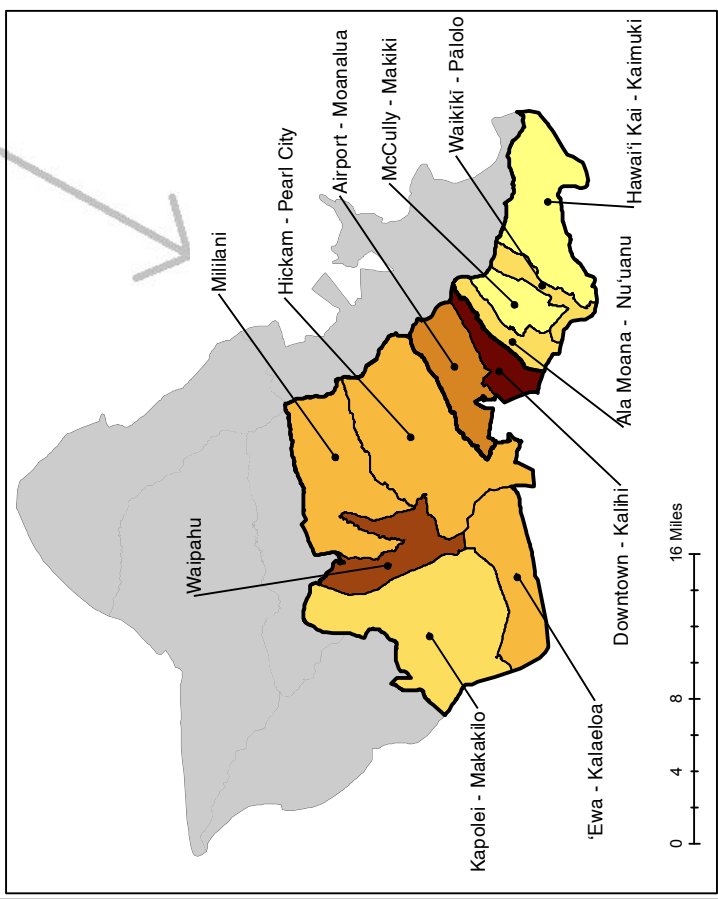 Waipahu
Mililani
Hickam - Pearl City
Airport - Moanalua
McCully - Makiki
Waikīkī - Pālolo
Hawai'i Kai - Kaimuki
Ala Moana - Nu'uanu
Downtown - Kalihi
'Ewa - Kalaeloa
Kapolei - Makakilo
0 4 8 16 Miles